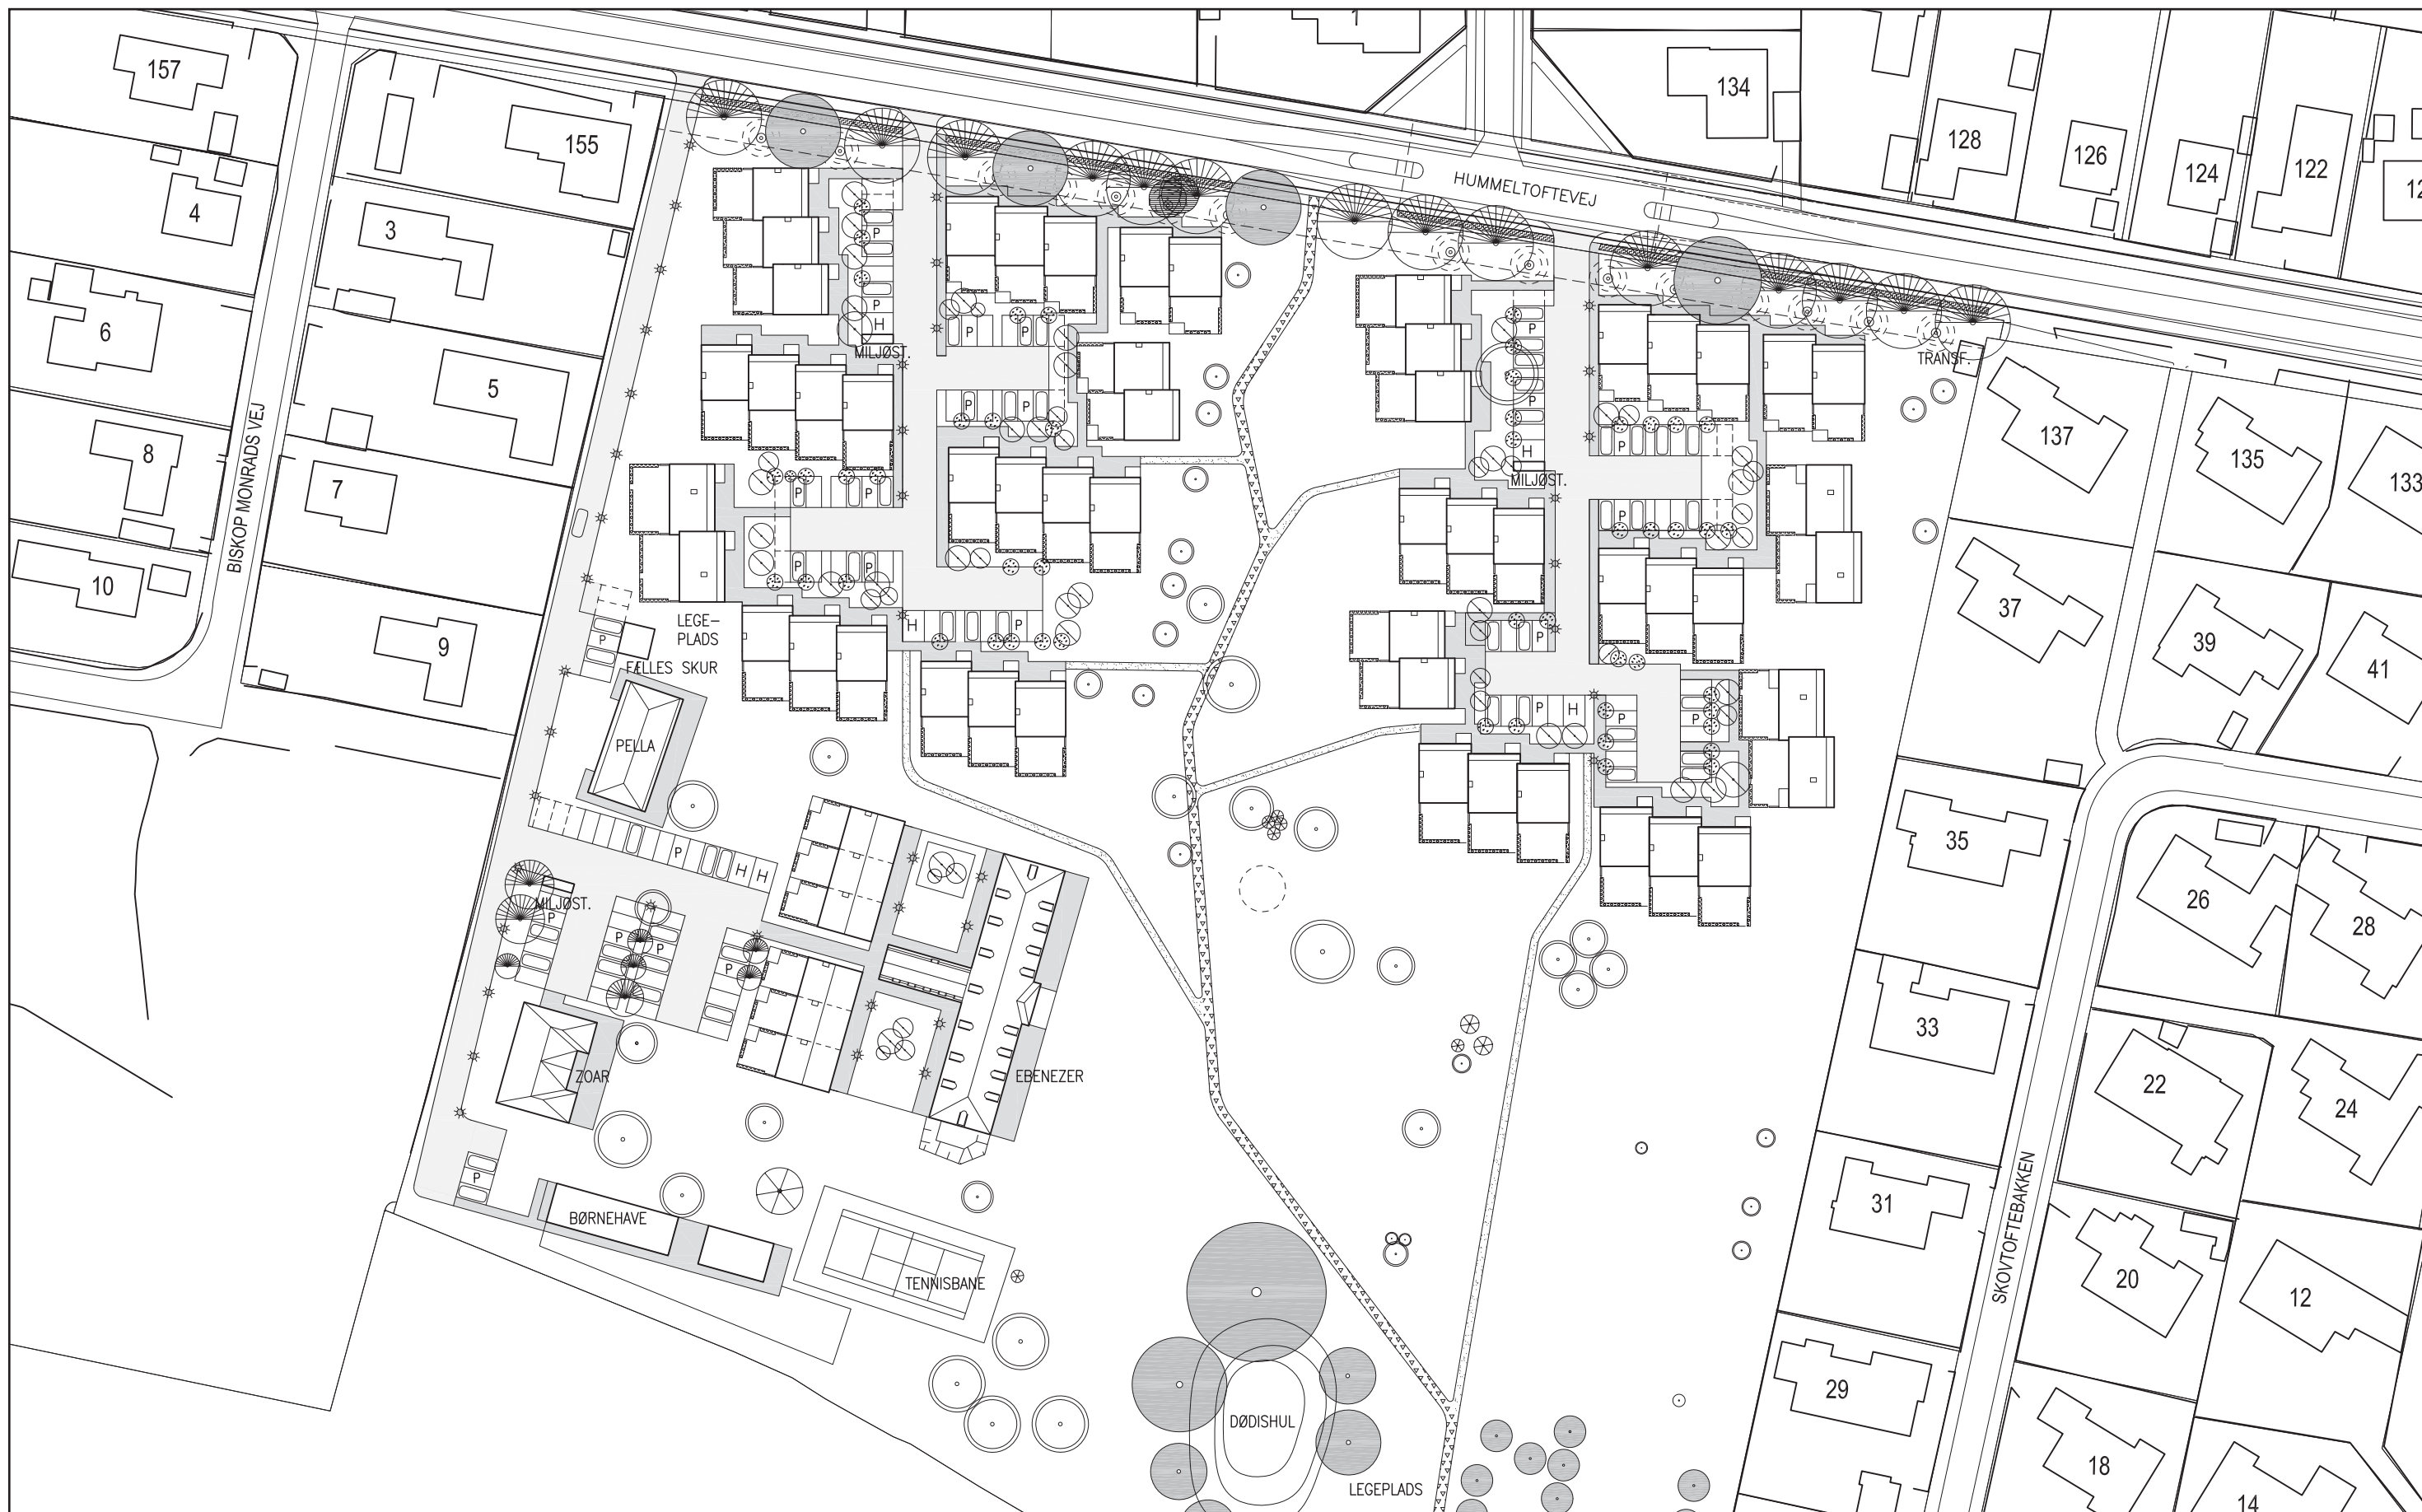 1
157
134
155
128
126
124
122
HUMMELTOFTEVEJ
4
3
P
P
H
MILJØST.
P
P
P
P
6
5
P
P
H
MILJØST.
TRANSF.
137
135
133
P
P
BISKOP MONRADS VEJ
8
7
P
P
P
P
10
9
LEGE-
PLADS
P
FÆLLES SKUR
H
P
P
P
H
P
P
37
39
41
PELLA
P
H
H
MILJØST.
P
P
P
P
35
26
28
33
22
24
ZOAR
EBENEZER
P
BØRNEHAVE
TENNISBANE
31
SKOVTOFTEBAKKEN
20
12
29
DØDISHUL
LEGEPLADS
18
14